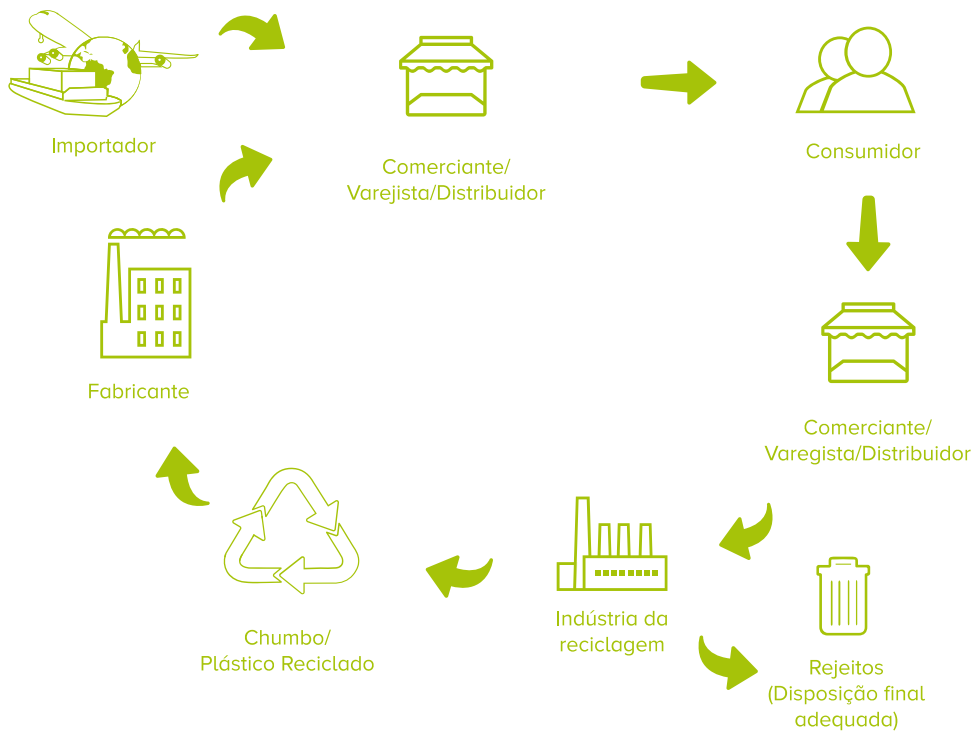 Importador
Comerciante/
Varejista/Distribuidor
Consumidor
Fabricante
Comerciante/
Varegista/Distribuidor
Chumbo/
Plástico Reciclado
Indústria da
reciclagem
Rejeitos
(Disposição final
adequada)